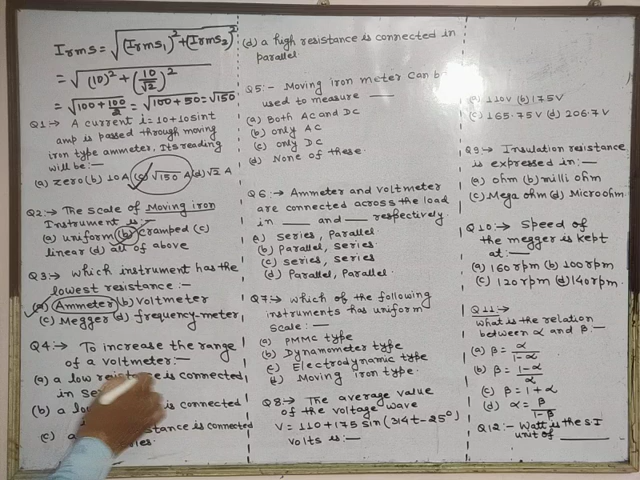 Irms = √(Irms₁)² + (Irms₂)²
= √(10)² + (10/√2)²
= √100 + 100/2 = √100 + 50 = √150
Q1:→ A current i = 10 + 10 sint
amp is passed through moving
iron type ammeter, Its reading
will be:—
(a) zero (b) 10 A (c) √150 A (d) √2 A
Q2:→ The scale of Moving iron
Instrument is:—
(a) uniform (b) cramped (c)
linear (d) all of above
Q3:→ which instrument has the
lowest resistance:—
(a) Ammeter (b) voltmeter
(c) Megger (d) frequency-meter
Q4:→ To increase the range
of a voltmeter:—
(a) a low resistance is connected
in
(b) a is connected
(c) a is connected
(d) a high resistance is connected in
parallel
Q5:- Moving iron meter can b
used to measure ___
(a) Both AC and DC
(b) only AC
(c) only DC
(d) None of these.
Q6:→ Ammeter and voltmeter
are connected across the load
in ___ and ___ respectively.
(a) series, Parallel
(b) Parallel, series
(c) series, series
(d) Parallel, Parallel.
Q7:→ which of the following
instruments has uniform
scale:—
(a) PMMC type
(b) Dynamometer type
(c) Electrodynamic type
(d) Moving iron type.
Q8:→ The average value
of the voltage wave
V = 110 + 175 sin (314t - 25°)
volts is:—
(a) 110V (b) 175V
(c) 165.75V (d) 206.7V
Q9:→ Insulation resistance
is expressed in:—
(a) ohm (b) milli ohm
(c) Mega ohm (d) Micro ohm.
Q10:→ Speed of
the megger is kept
at:—
(a) 160 rpm (b) 100 rpm
(c) 120 rpm (d) 140 rpm.
Q11:→
what is the relation
between α and β:—
(a) β = α/1-α
(b) β = 1-α/α
(c) β = 1 + α
(d) α = β/1-β
Q12:- Watt is the S.I
unit of ______